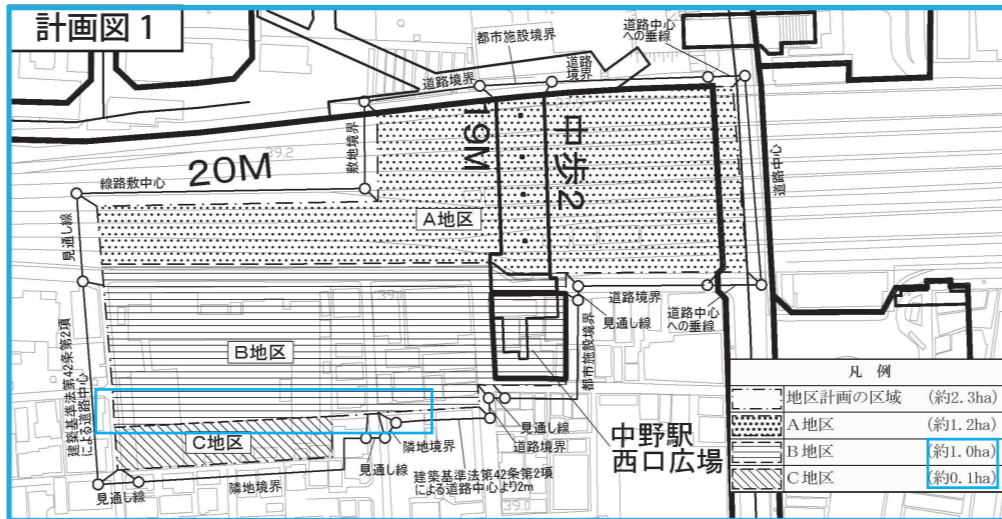 計画図1
都市施設境界
道路中心
への垂線
道路境界
道路
境界
敷地境界
39.2
20M
19M
中歩2
道路中心
線路敷中心
A地区
見通し線
道路境界
道路中心
への垂線
見通し線
都市施設境界
B地区
建築基準法第42条第2項
による道路中心
C地区
隣地境界
見通し線
道路境界
中野駅
西口広場
見通し線
見通し線
隣地境界
建築基準法第42条第2項
による道路中心より2m
39.0
凡 例
地区計画の区域 (約2.3ha)
A地区 (約1.2ha)
B地区 (約1.0ha)
C地区 (約0.1ha)